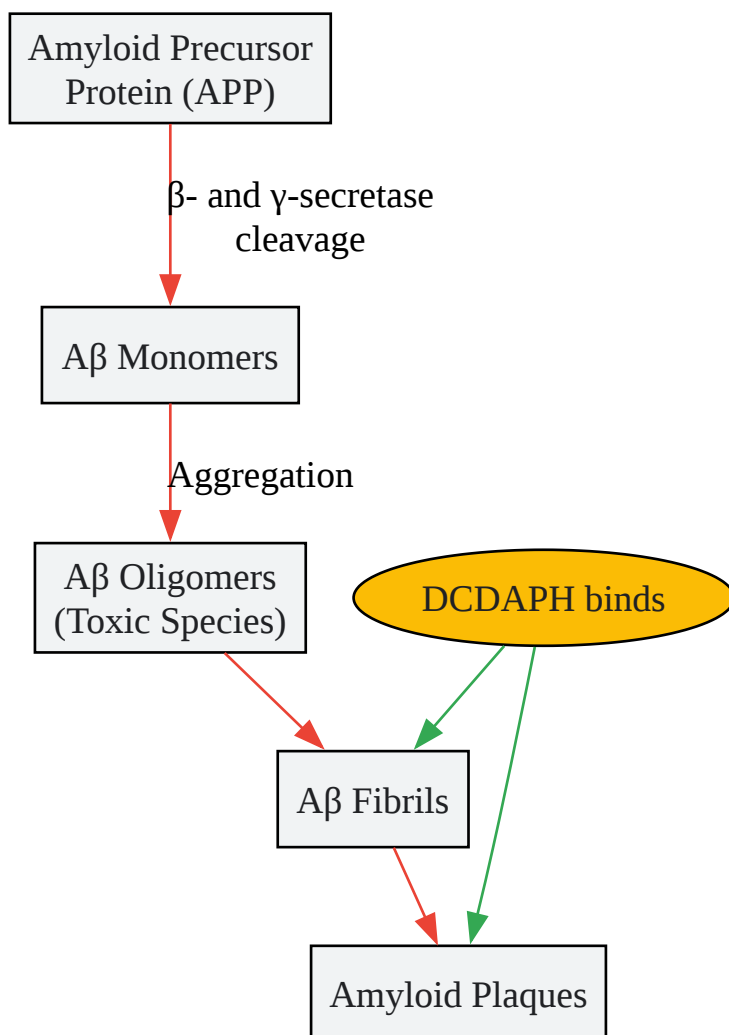 Amyloid Precursor
Protein (APP)
β- and γ-secretase
cleavage
Aβ Monomers
Aggregation
Aβ Oligomers
(Toxic Species)
DCDAPH binds
Aβ Fibrils
Amyloid Plaques